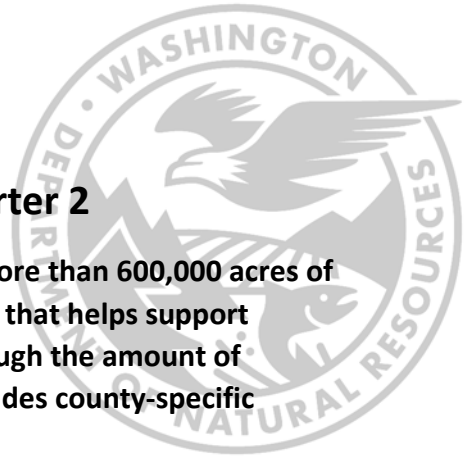 WASHINGTON
DEPARTMENT OF NATURAL RESOURCES
rter 2
ore than 600,000 acres of
that helps support
ugh the amount of
des county-specific